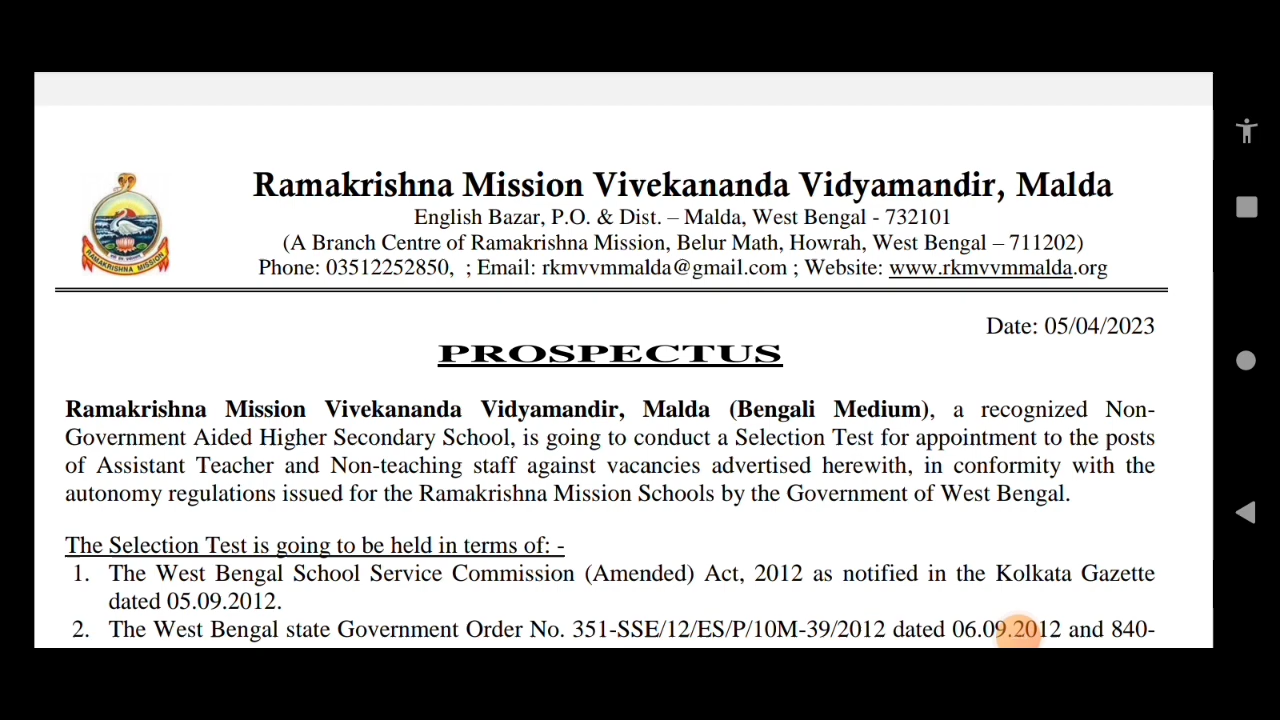 Ramakrishna Mission Vivekananda Vidyamandir, Malda
English Bazar, P.O. & Dist. – Malda, West Bengal - 732101
(A Branch Centre of Ramakrishna Mission, Belur Math, Howrah, West Bengal – 711202)
Phone: 03512252850, ; Email: rkmvvmmalda@gmail.com ; Website: www.rkmvvmmalda.org
RAMAKRISHNA MISSION
Date: 05/04/2023
PROSPECTUS
Ramakrishna Mission Vivekananda Vidyamandir, Malda (Bengali Medium), a recognized Non-
Government Aided Higher Secondary School, is going to conduct a Selection Test for appointment to the posts
of Assistant Teacher and Non-teaching staff against vacancies advertised herewith, in conformity with the
autonomy regulations issued for the Ramakrishna Mission Schools by the Government of West Bengal.
The Selection Test is going to be held in terms of: -
1. The West Bengal School Service Commission (Amended) Act, 2012 as notified in the Kolkata Gazette
dated 05.09.2012.
2. The West Bengal state Government Order No. 351-SSE/12/ES/P/10M-39/2012 dated 06.09.2012 and 840-